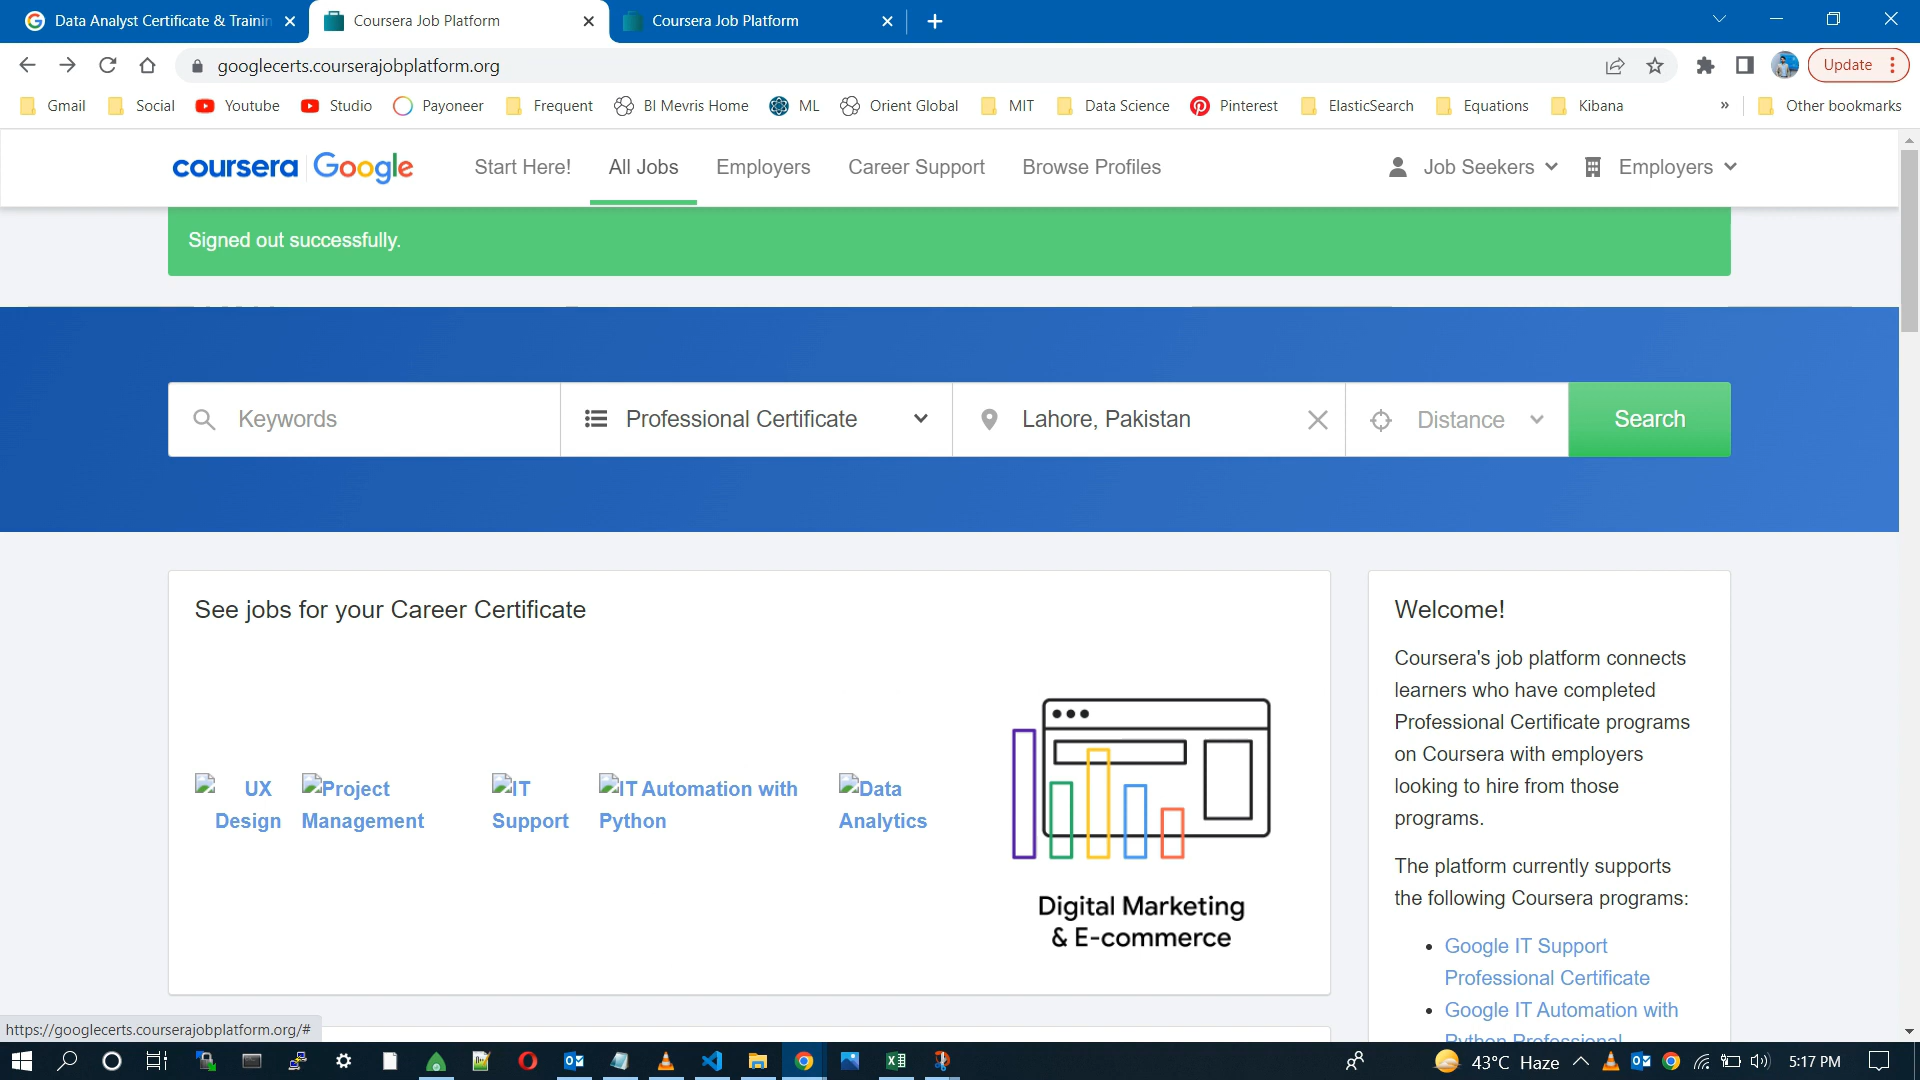 Data Analyst Certificate & Trainin
Coursera Job Platform
Coursera Job Platform
googlecerts.courserajobplatform.org
Update
Gmail
Social
Youtube
Studio
Payoneer
Frequent
BI Mevris Home
ML
Orient Global
MIT
Data Science
Pinterest
ElasticSearch
Equations
Kibana
»
Other bookmarks
coursera Google
Start Here!
All Jobs
Employers
Career Support
Browse Profiles
Job Seekers
Employers
Signed out successfully.
Keywords
Professional Certificate
Lahore, Pakistan
Distance
Search
See jobs for your Career Certificate
UX
Design
Project
Management
IT
Support
IT Automation with
Python
Data
Analytics
Digital Marketing
& E-commerce
Welcome!
Coursera's job platform connects
learners who have completed
Professional Certificate programs
on Coursera with employers
looking to hire from those
programs.
The platform currently supports
the following Coursera programs:
• Google IT Support
Professional Certificate
• Google IT Automation with
Python Professional
https://googlecerts.courserajobplatform.org/#
43°C Haze
5:17 PM